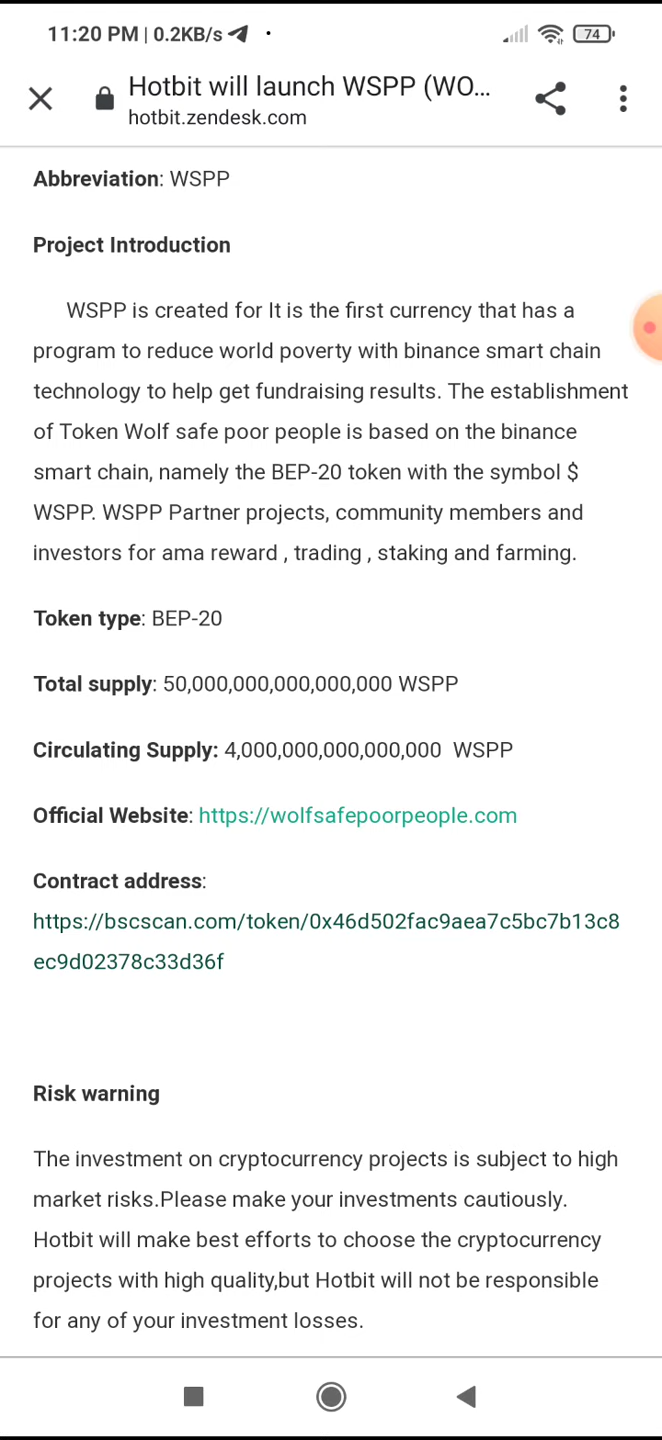 11:20 PM | 0.2KB/s
74
Hotbit will launch WSPP (WO...
hotbit.zendesk.com
Abbreviation: WSPP
Project Introduction
WSPP is created for It is the first currency that has a
program to reduce world poverty with binance smart chain
technology to help get fundraising results. The establishment
of Token Wolf safe poor people is based on the binance
smart chain, namely the BEP-20 token with the symbol $
WSPP. WSPP Partner projects, community members and
investors for ama reward , trading , staking and farming.
Token type: BEP-20
Total supply: 50,000,000,000,000,000 WSPP
Circulating Supply: 4,000,000,000,000,000  WSPP
Official Website: https://wolfsafepoorpeople.com
Contract address:
https://bscscan.com/token/0x46d502fac9aea7c5bc7b13c8
ec9d02378c33d36f
Risk warning
The investment on cryptocurrency projects is subject to high
market risks.Please make your investments cautiously.
Hotbit will make best efforts to choose the cryptocurrency
projects with high quality,but Hotbit will not be responsible
for any of your investment losses.